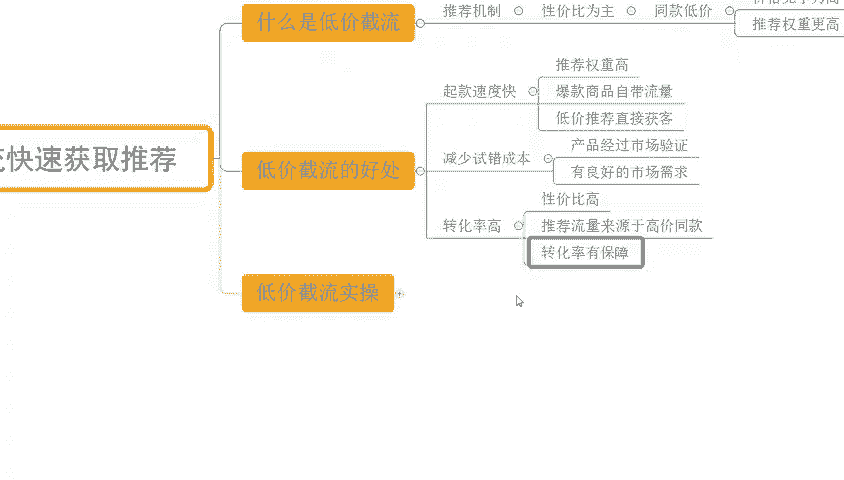 什么是低价截流
推荐机制
性价比为主
同款低价
推荐权重更高
快速获取推荐
低价截流的好处
起款速度快
推荐权重高
爆款商品自带流量
低价推荐直接获客
减少试错成本
产品经过市场验证
有良好的市场需求
转化率高
性价比高
推荐流量来源于高价同款
转化率有保障
低价截流实操